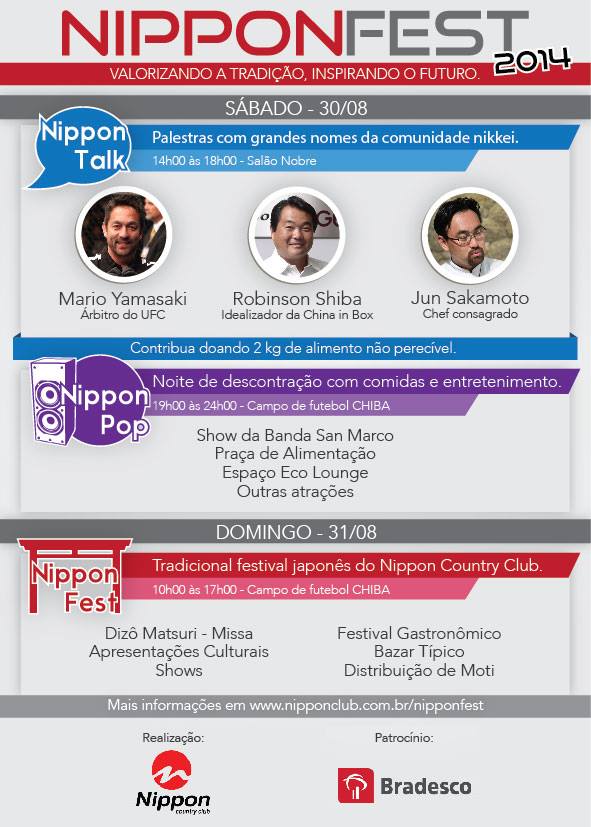 NIPPONFEST
2014
VALORIZANDO A TRADIÇÃO, INSPIRANDO O FUTURO.
SÁBADO - 30/08
Nippon
Talk
Palestras com grandes nomes da comunidade nikkei.
14h00 às 18h00 - Salão Nobre
Mario Yamasaki
Árbitro do UFC
Robinson Shiba
Idealizador da China in Box
Jun Sakamoto
Chef consagrado
Contribua doando 2 kg de alimento não perecível.
Nippon
Pop
Noite de descontração com comidas e entretenimento.
19h00 às 24h00 - Campo de futebol CHIBA
Show da Banda San Marco
Praça de Alimentação
Espaço Eco Lounge
Outras atrações
DOMINGO - 31/08
Nippon
Fest
Tradicional festival japonês do Nippon Country Club.
10h00 às 17h00 - Campo de futebol CHIBA
Dizô Matsuri - Missa
Apresentações Culturais
Shows
Festival Gastronômico
Bazar Típico
Distribuição de Moti
Mais informações em www.nipponclub.com.br/nipponfest
Realização:
Nippon
country club
Patrocínio:
Bradesco